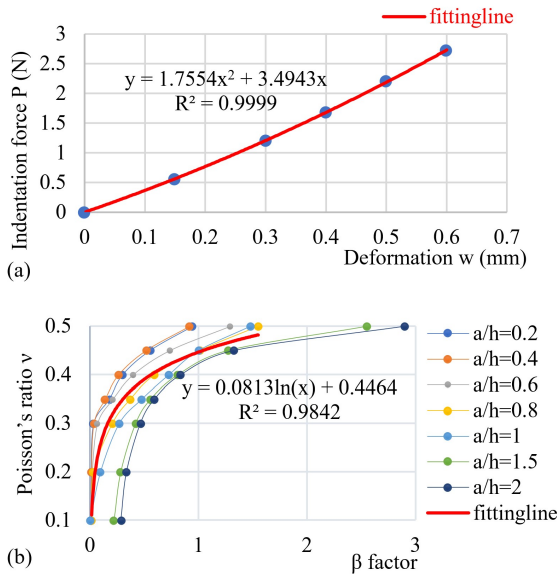 fittingline
Indentation force P (N)
3
2.5
2
1.5
1
0.5
0
y = 1.7554x² + 3.4943x
R² = 0.9999
0 0.1 0.2 0.3 0.4 0.5 0.6 0.7
Deformation w (mm)
(a)
Poisson's ratio ν
0.5
0.4
0.3
0.2
0.1
y = 0.0813ln(x) + 0.4464
R² = 0.9842
0 1 2 3
β factor
a/h=0.2
a/h=0.4
a/h=0.6
a/h=0.8
a/h=1
a/h=1.5
a/h=2
fittingline
(b)